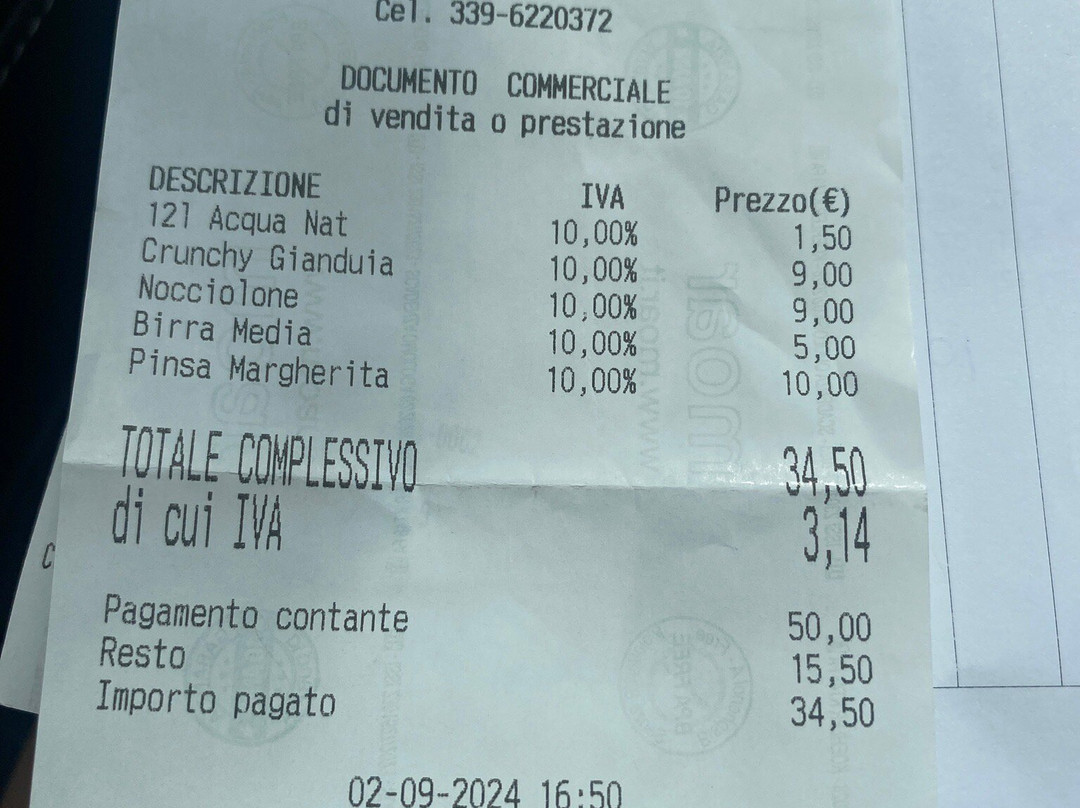 Cel. 339-6220372
DOCUMENTO COMMERCIALE
di vendita o prestazione
DESCRIZIONE IVA Prezzo(€)
12l Acqua Nat 10,00% 1,50
Crunchy Gianduia 10,00% 9,00
Nocciolone 10,00% 9,00
Birra Media 10,00% 5,00
Pinsa Margherita 10,00% 10,00
TOTALE COMPLESSIVO 34,50
di cui IVA 3,14
Pagamento contante 50,00
Resto 15,50
Importo pagato 34,50
02-09-2024 16:50